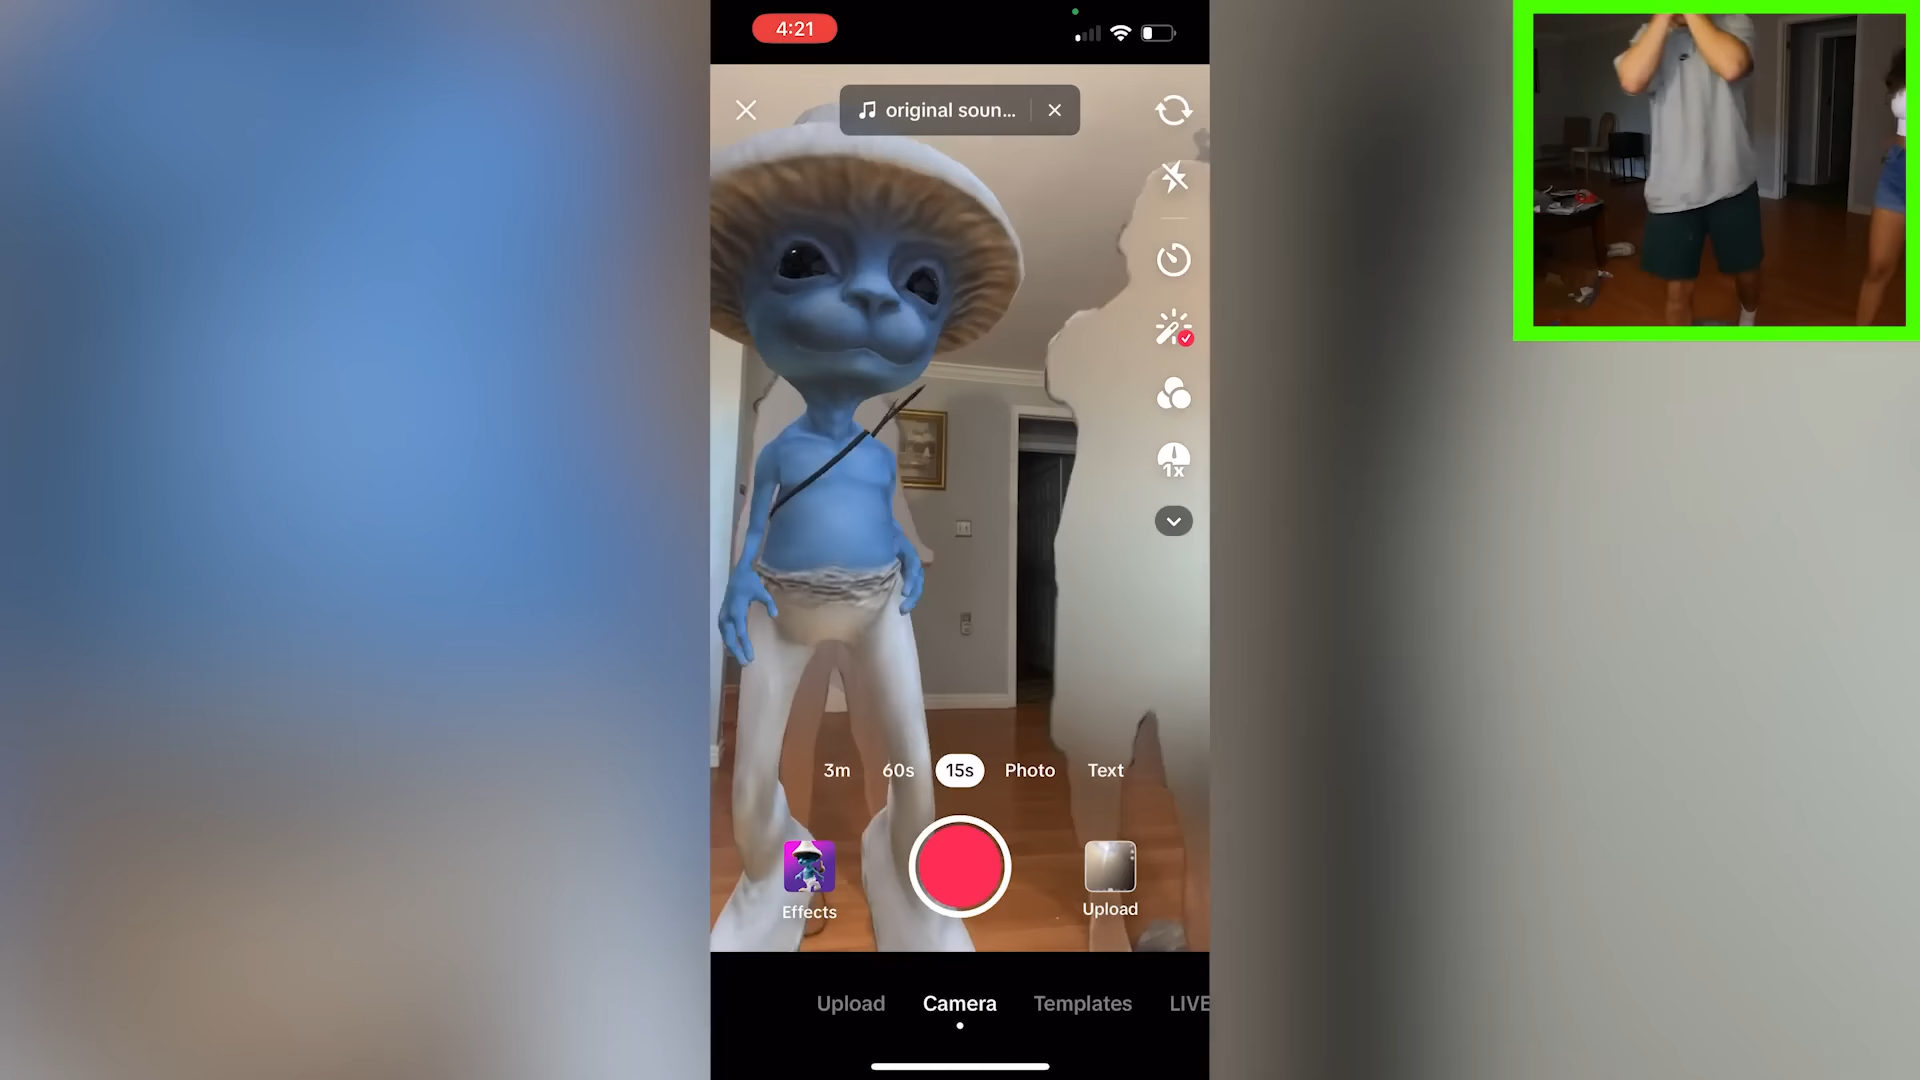 4:21
original soun...
1x
3m 60s 15s Photo Text
Effects
Upload
Upload Camera Templates LIVE